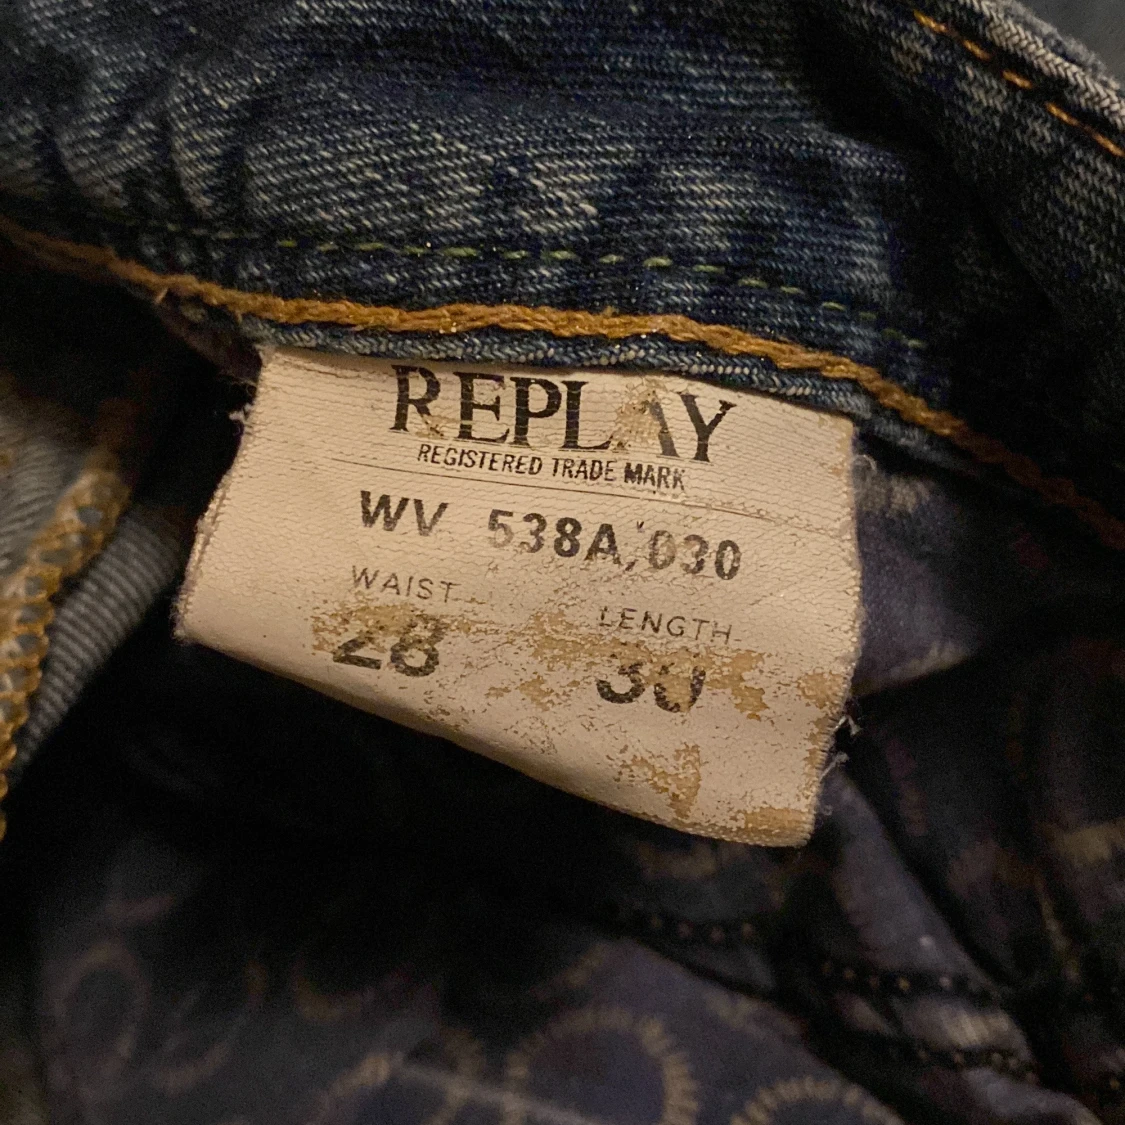 REPLAY
REGISTERED TRADE MARK
WV 538A,030
WAIST LENGTH
28 30